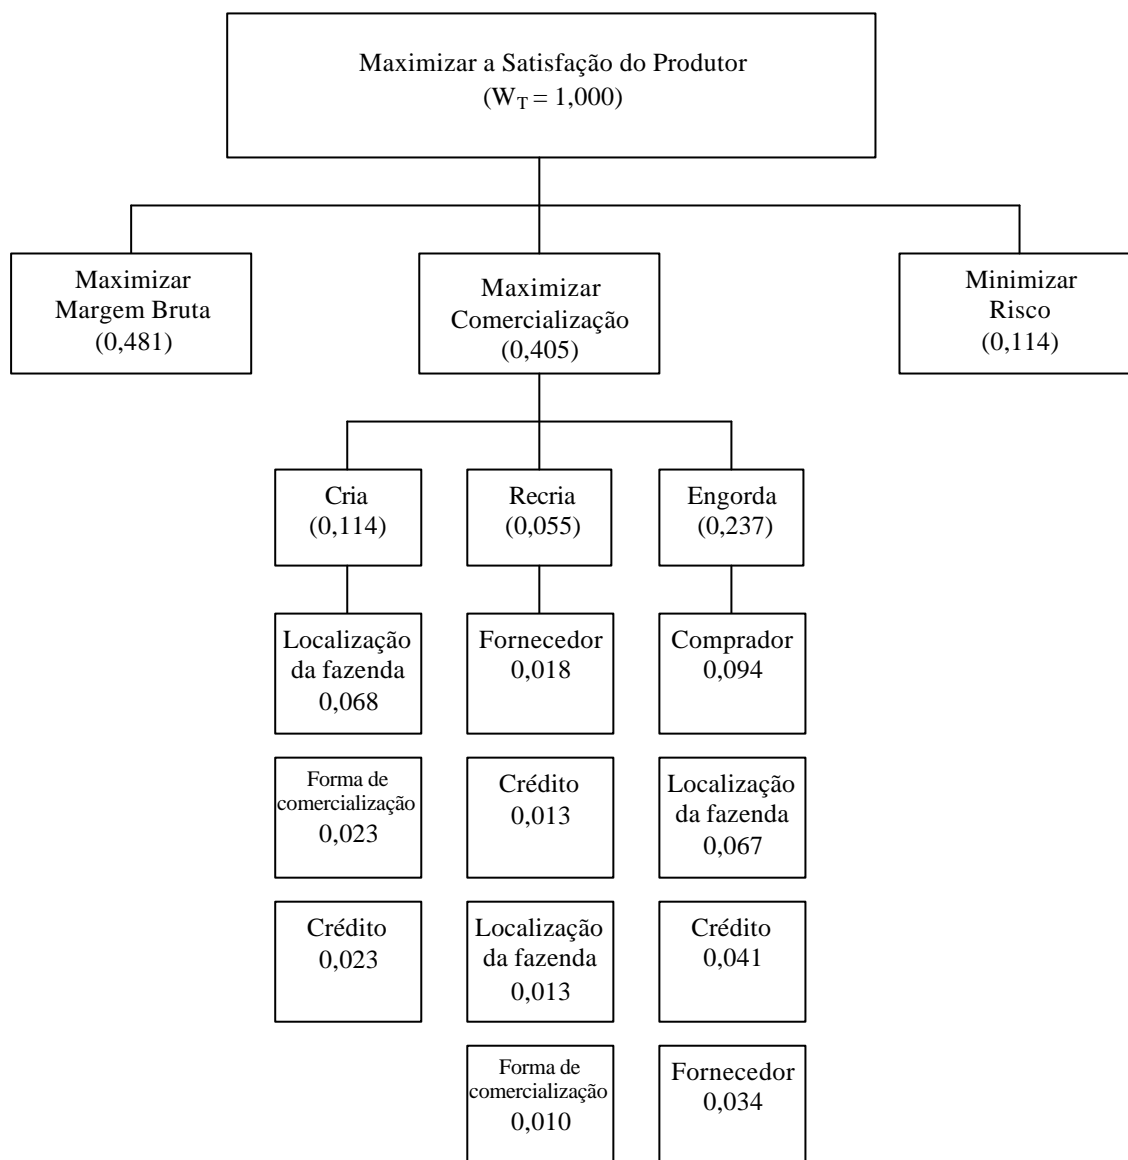 Maximizar a Satisfação do Produtor
(WT = 1,000)
Maximizar
Margem Bruta
(0,481)
Maximizar
Comercialização
(0,405)
Minimizar
Risco
(0,114)
Cria
(0,114)
Recria
(0,055)
Engorda
(0,237)
Localização
da fazenda
0,068
Fornecedor
0,018
Comprador
0,094
Forma de
comercialização
0,023
Crédito
0,013
Localização
da fazenda
0,067
Crédito
0,023
Localização
da fazenda
0,013
Crédito
0,041
Forma de
comercialização
0,010
Fornecedor
0,034